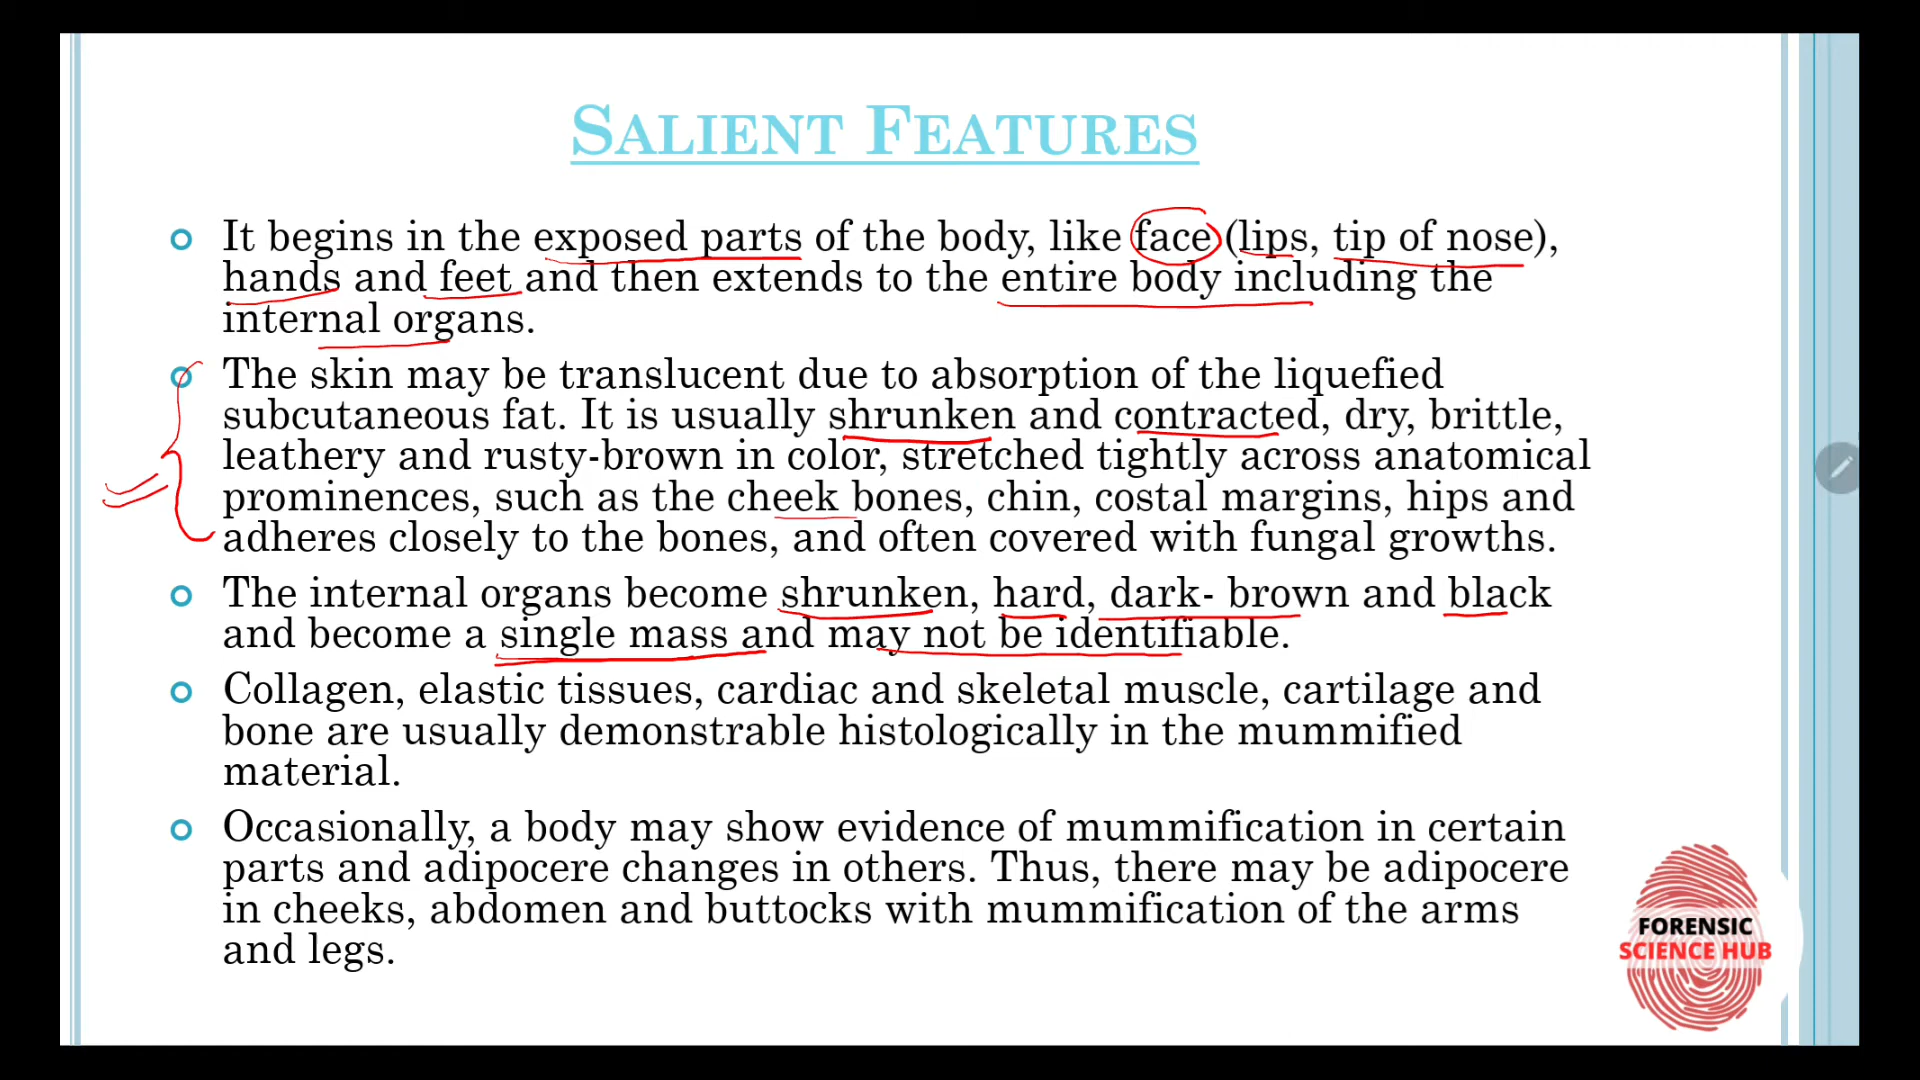 SALIENT FEATURES
It begins in the exposed parts of the body, like face (lips, tip of nose),
hands and feet and then extends to the entire body including the
internal organs.
The skin may be translucent due to absorption of the liquefied
subcutaneous fat. It is usually shrunken and contracted, dry, brittle,
leathery and rusty-brown in color, stretched tightly across anatomical
prominences, such as the cheek bones, chin, costal margins, hips and
adheres closely to the bones, and often covered with fungal growths.
The internal organs become shrunken, hard, dark- brown and black
and become a single mass and may not be identifiable.
Collagen, elastic tissues, cardiac and skeletal muscle, cartilage and
bone are usually demonstrable histologically in the mummified
material.
Occasionally, a body may show evidence of mummification in certain
parts and adipocere changes in others. Thus, there may be adipocere
in cheeks, abdomen and buttocks with mummification of the arms
and legs.
FORENSIC
SCIENCE HUB